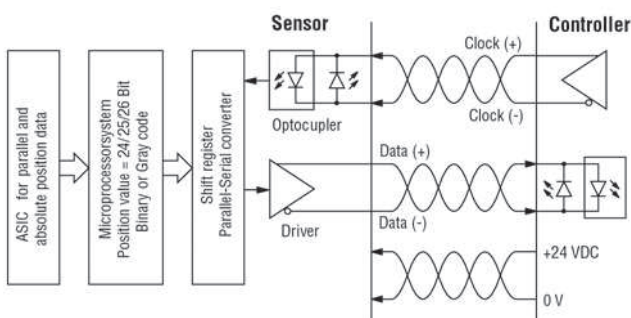 Sensor
Controller
ASIC for parallel and
absolute position data
Microprocessorsystem
Position value = 24/25/26 Bit
Binary or Gray code
Shift register
Parallel-Serial converter
Optocupler
Clock (+)
Clock (-)
Data (+)
Data (-)
Driver
+24 VDC
0 V